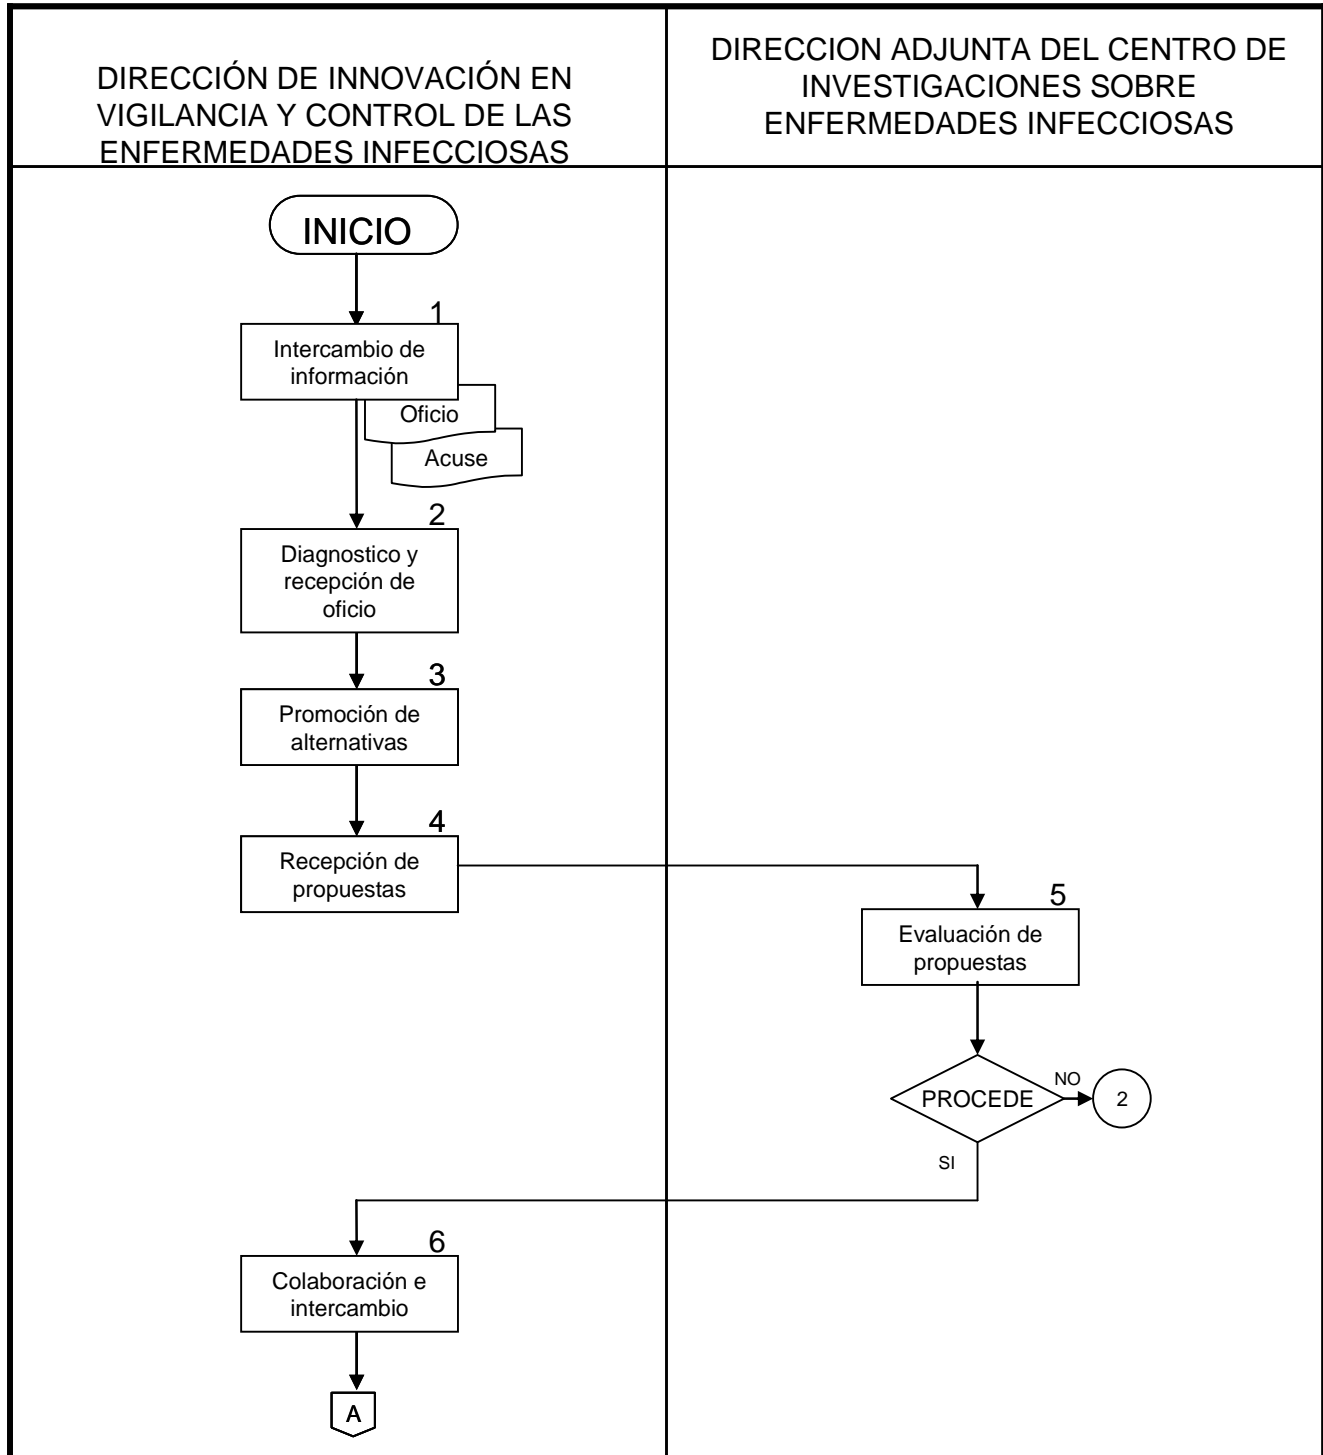 DIRECCIÓN DE INNOVACIÓN EN
VIGILANCIA Y CONTROL DE LAS
ENFERMEDADES INFECCIOSAS
DIRECCION ADJUNTA DEL CENTRO DE
INVESTIGACIONES SOBRE
ENFERMEDADES INFECCIOSAS
INICIO
1
Intercambio de
información
Oficio
Acuse
2
Diagnostico y
recepción de
oficio
3
Promoción de
alternativas
4
Recepción de
propuestas
5
Evaluación de
propuestas
PROCEDE
NO
2
SI
6
Colaboración e
intercambio
A